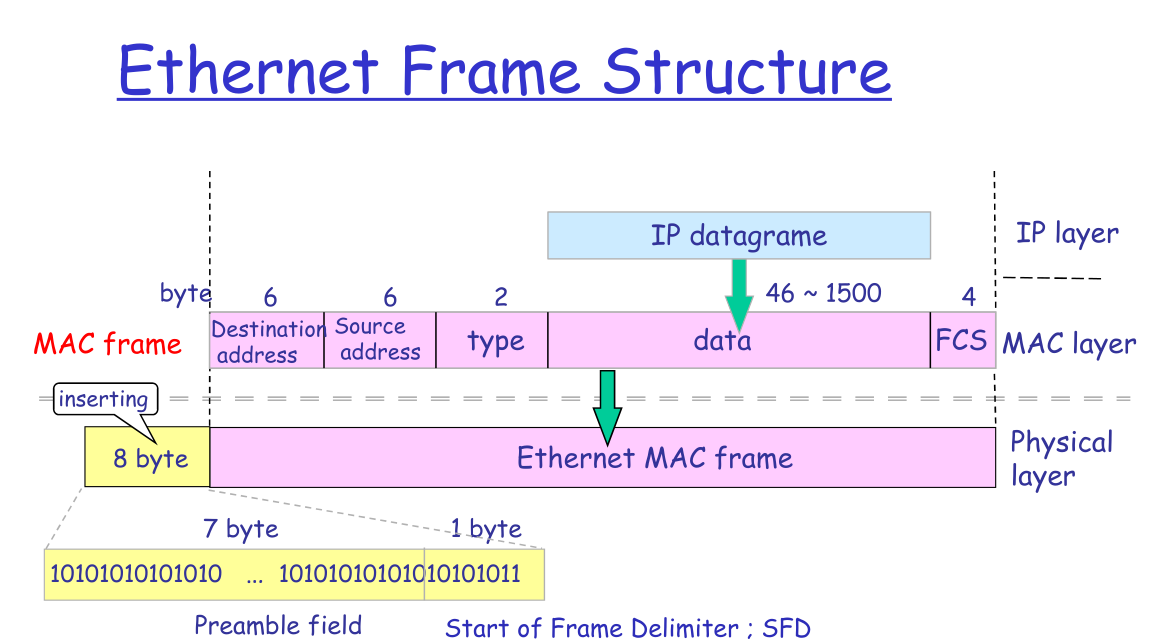 Ethernet Frame Structure
IP datagrame
IP layer
byte 6 6 2 46 ~ 1500 4
MAC frame
Destination
address
Source
address
type
data
FCS
MAC layer
inserting
8 byte
Ethernet MAC frame
Physical
layer
7 byte
1 byte
10101010101010 ... 101010101010
10101011
Preamble field
Start of Frame Delimiter ; SFD